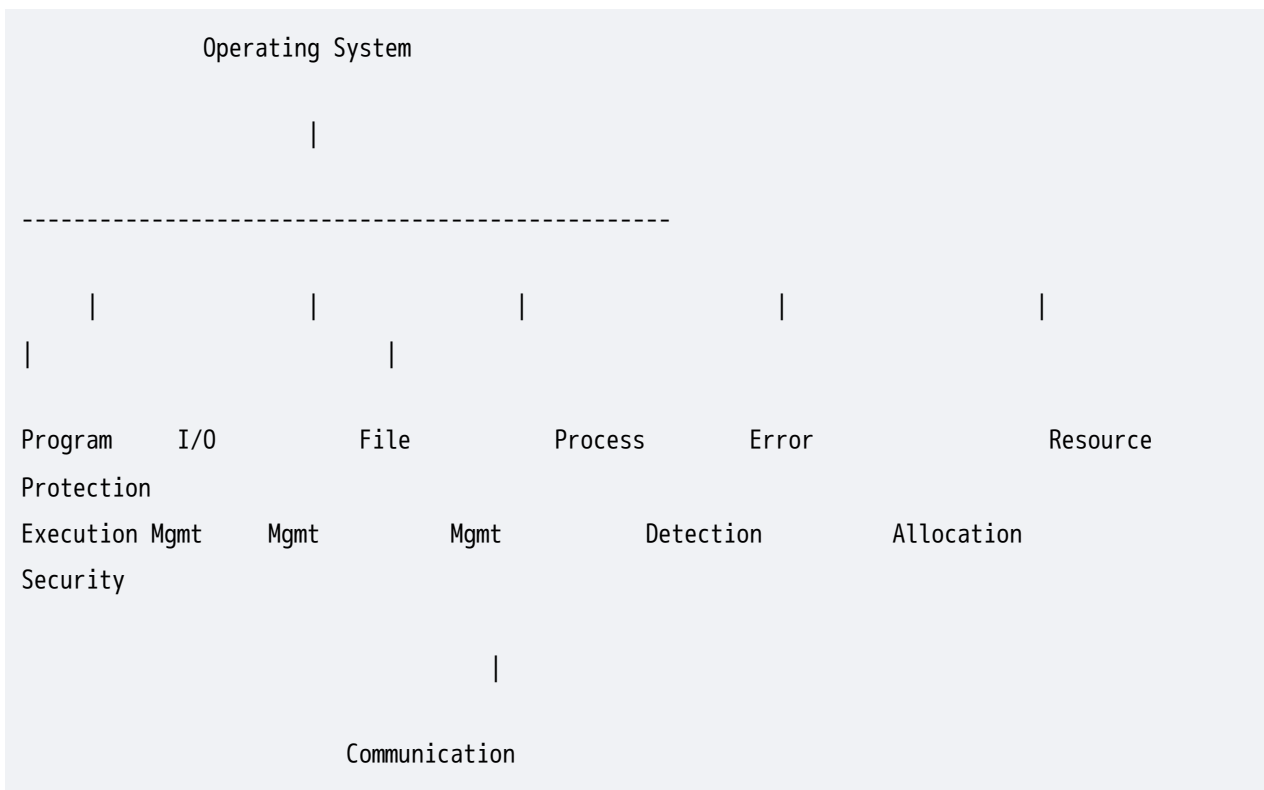 Operating System
|
--------------------------------------------------
| | | | |
| |
Program I/O File Process Error Resource
Protection
Execution Mgmt Mgmt Mgmt Detection Allocation
Security
|
Communication